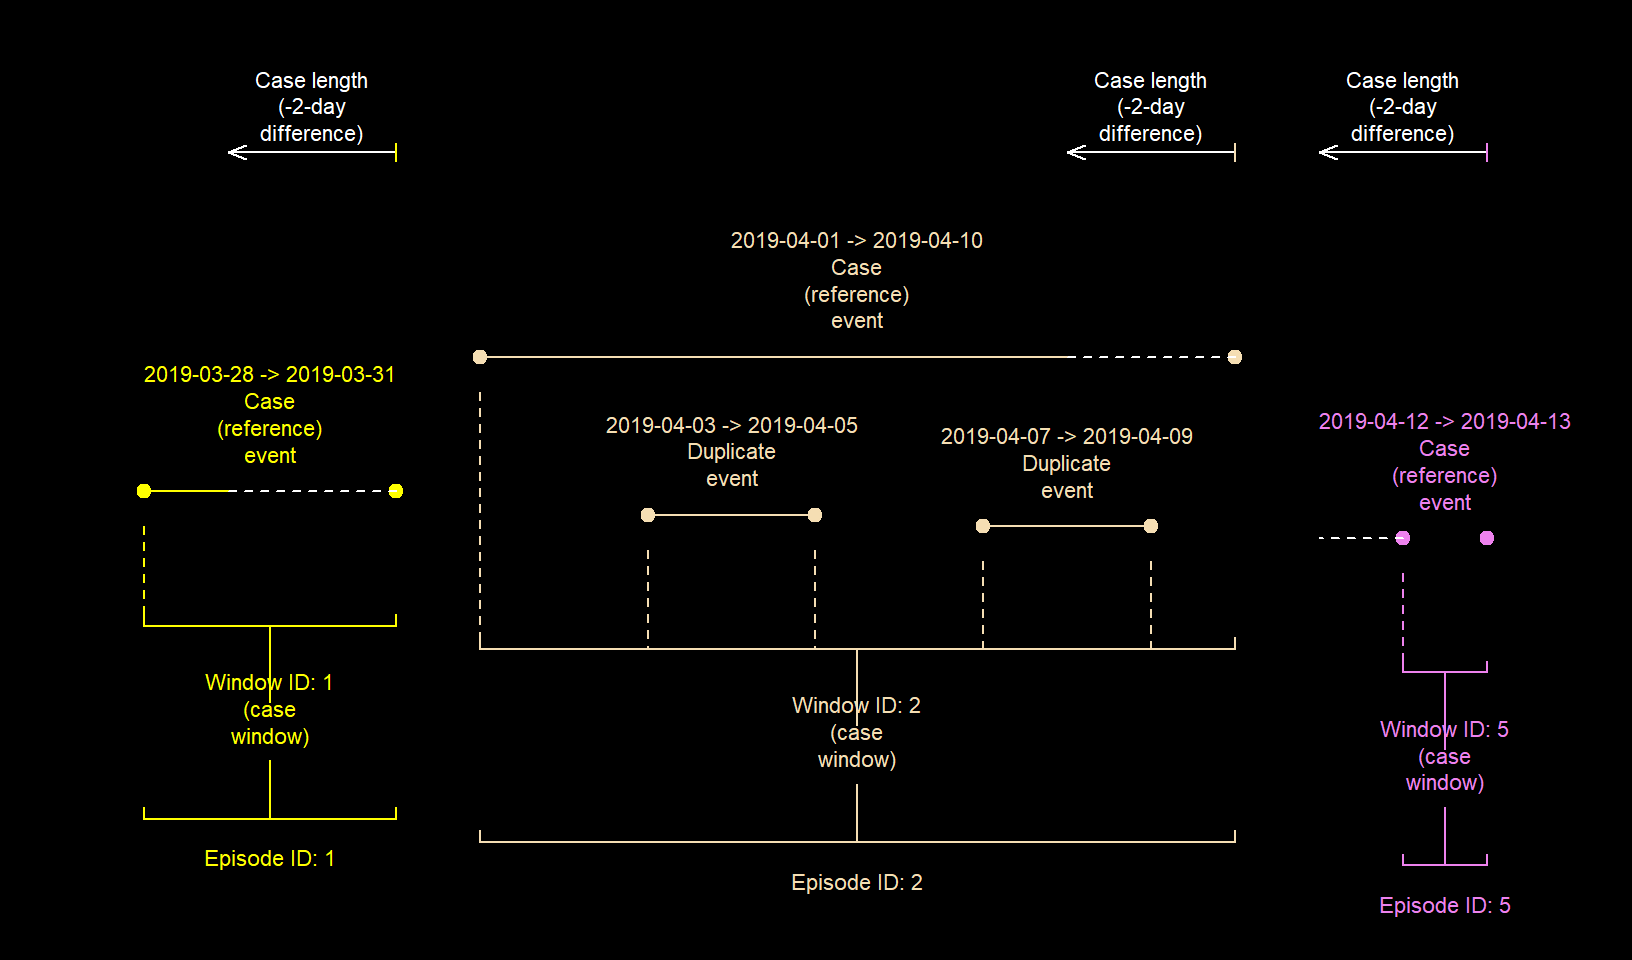 Case length
(-2-day
difference)
Case length
(-2-day
difference)
Case length
(-2-day
difference)
2019-04-01 -> 2019-04-10
Case
(reference)
event
2019-03-28 -> 2019-03-31
Case
(reference)
event
2019-04-03 -> 2019-04-05
Duplicate
event
2019-04-07 -> 2019-04-09
Duplicate
event
2019-04-12 -> 2019-04-13
Case
(reference)
event
Window ID: 1
(case
window)
Window ID: 2
(case
window)
Window ID: 5
(case
window)
Episode ID: 1
Episode ID: 2
Episode ID: 5